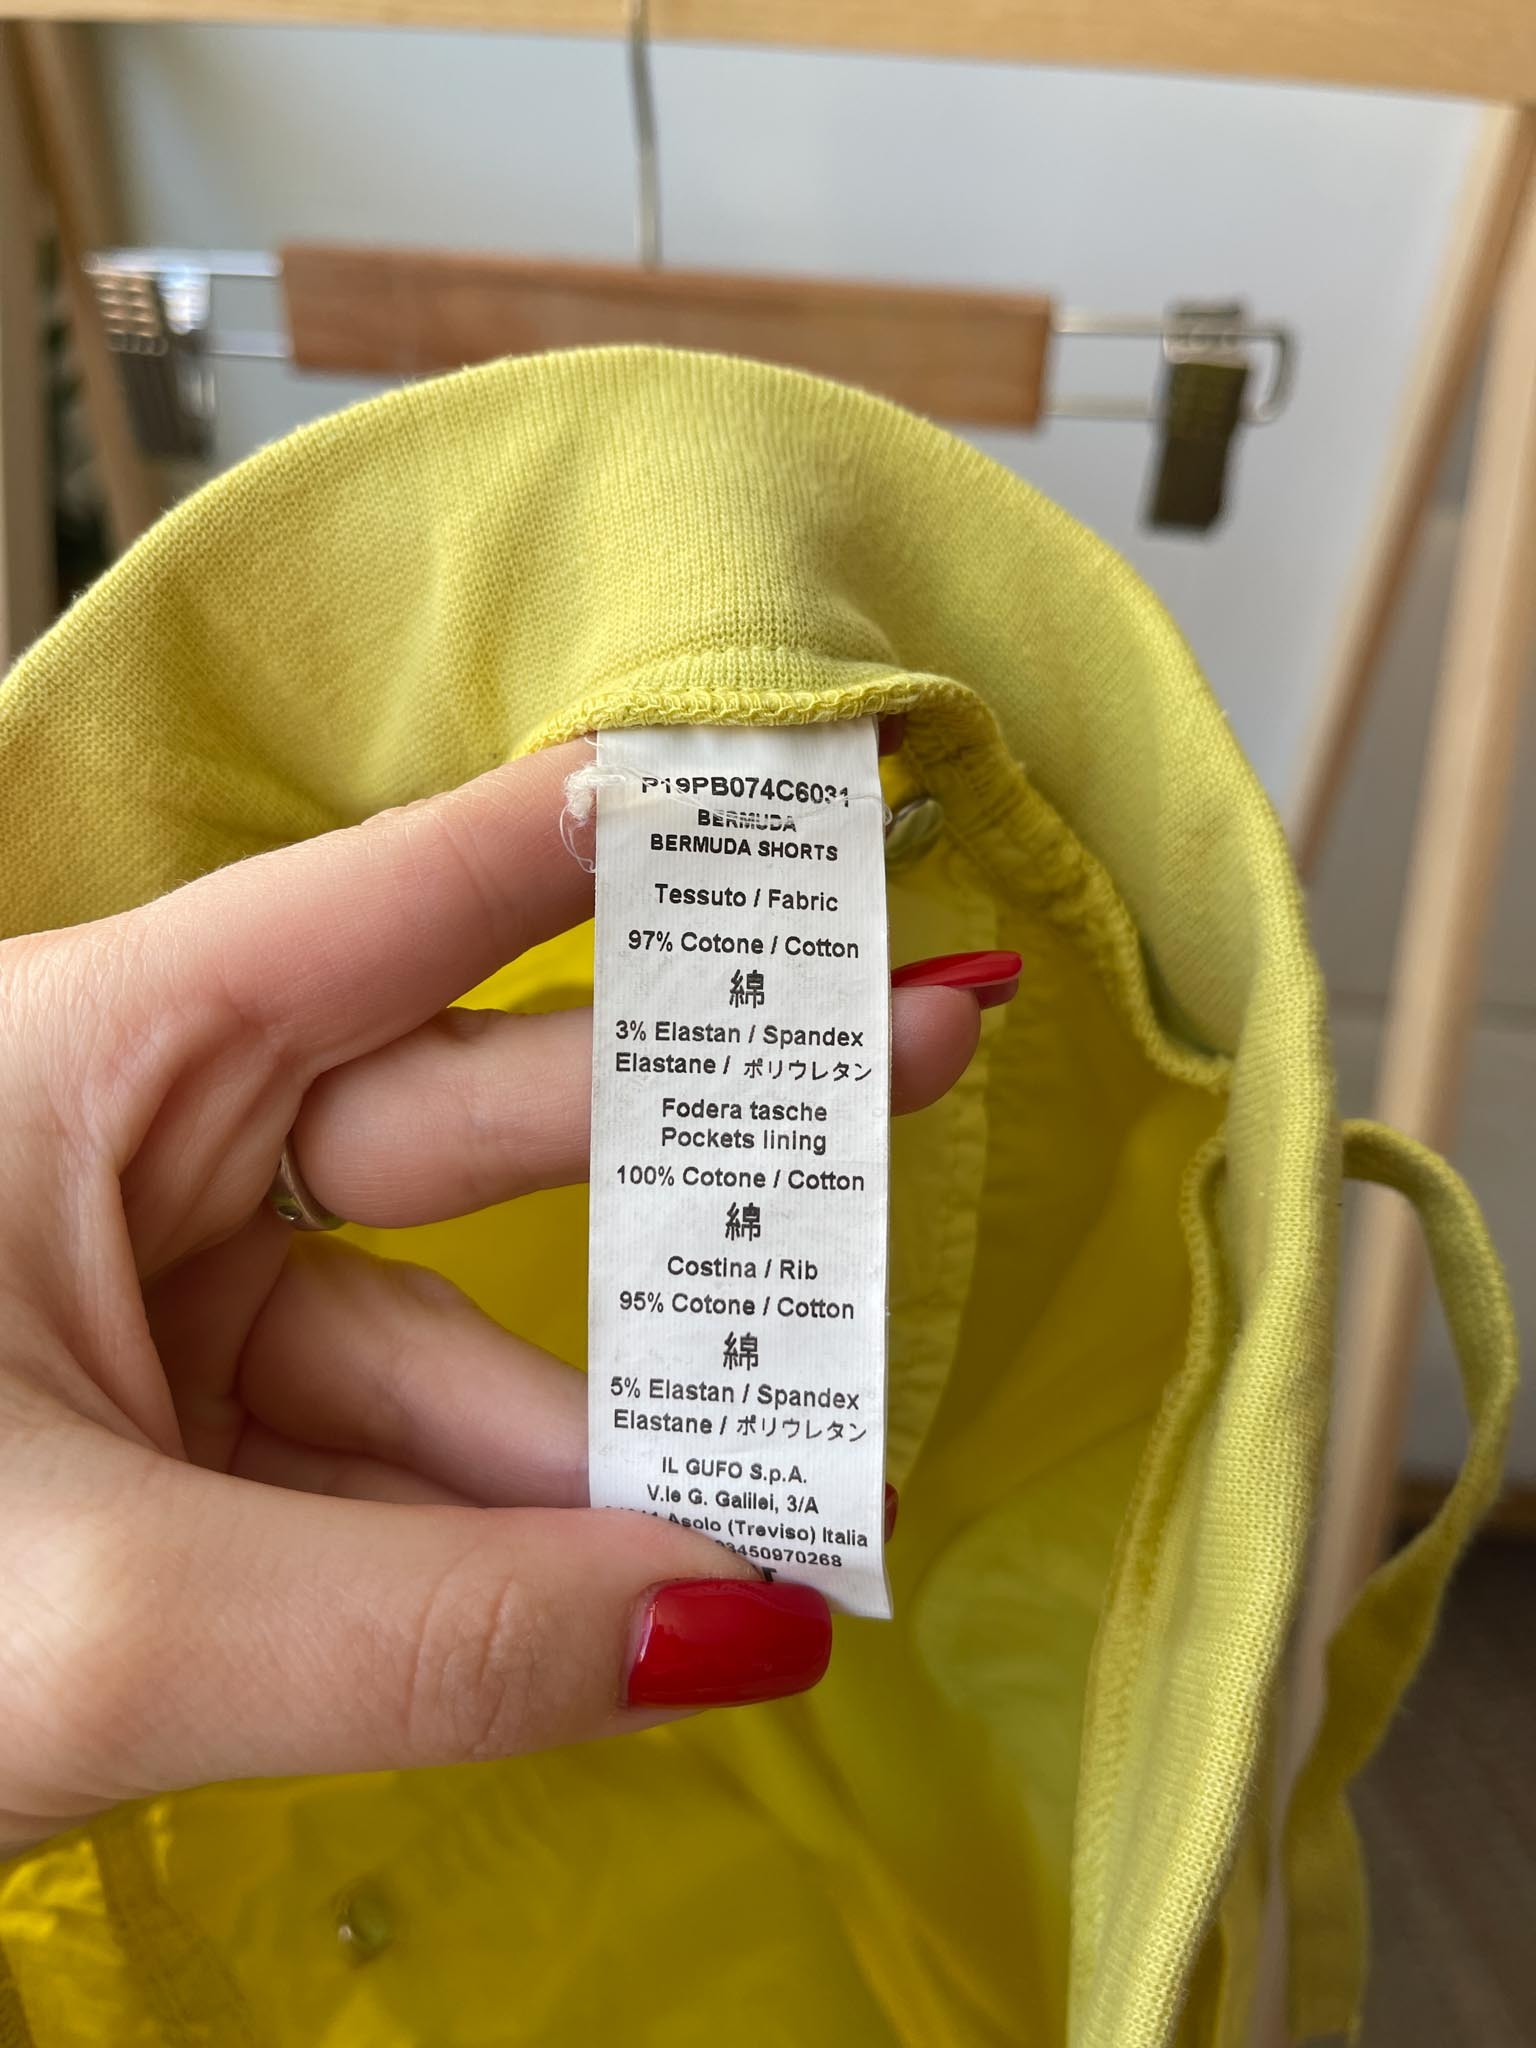 P19PB074C6031
BERMUDA
BERMUDA SHORTS
Tessuto / Fabric
97% Cotone / Cotton
綿
3% Elastan / Spandex
Elastane / ポリウレタン
Fodera tasche
Pockets lining
100% Cotone / Cotton
綿
Costina / Rib
95% Cotone / Cotton
綿
5% Elastan / Spandex
Elastane / ポリウレタン
IL GUFO S.p.A.
V.le G. Galilei, 3/A
Asolo (Treviso) Italia
3450970268